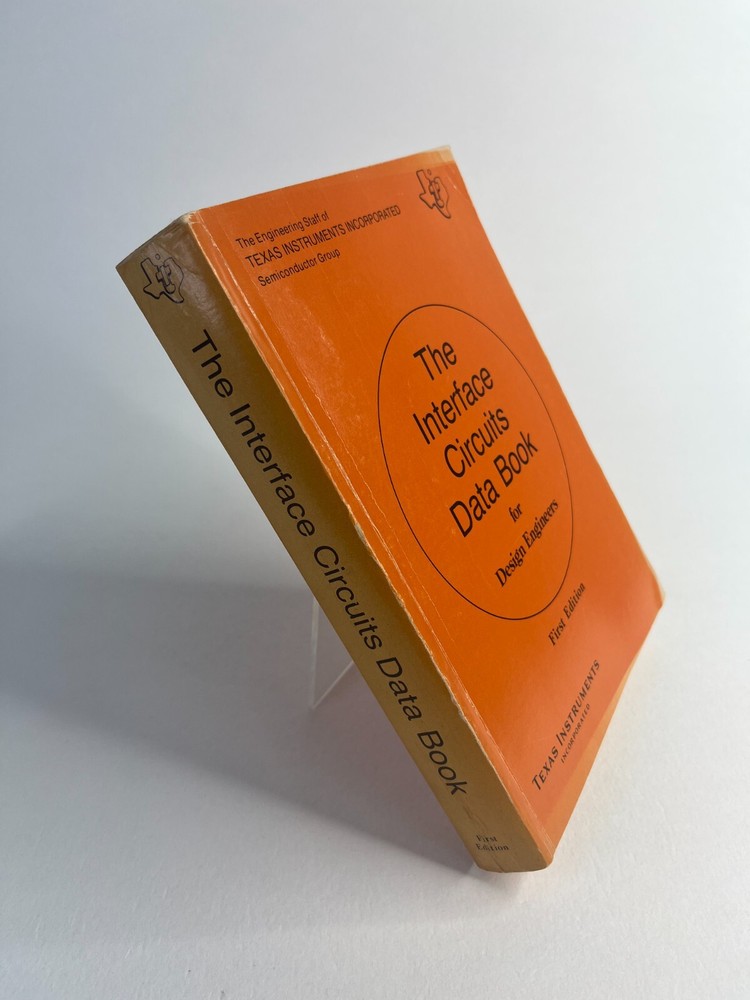 The Interface Circuits Data Book
First
Edition
The Engineering Staff of
TEXAS INSTRUMENTS INCORPORATED
Semiconductor Group
The
Interface
Circuits
Data Book
for
Design Engineers
First Edition
TEXAS INSTRUMENTS
INCORPORATED